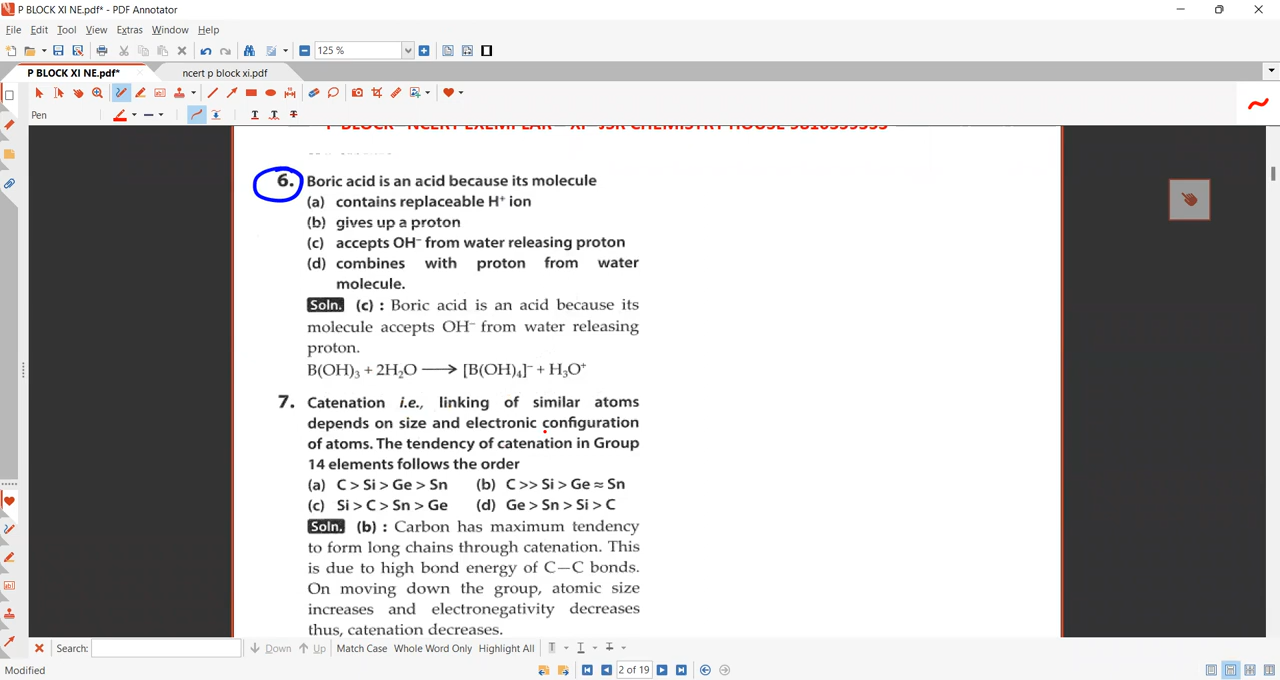 P BLOCK XI NE.pdf* - PDF Annotator
File Edit Tool View Extras Window Help
125 %
P BLOCK XI NE.pdf* ncert p block xi.pdf
Pen
P BLOCK NCERT EXEMPLAR XI JSR CHEMISTRY HOUSE
6. Boric acid is an acid because its molecule
(a) contains replaceable H⁺ ion
(b) gives up a proton
(c) accepts OH⁻ from water releasing proton
(d) combines with proton from water
molecule.
Soln. (c) : Boric acid is an acid because its
molecule accepts OH⁻ from water releasing
proton.
B(OH)₃ + 2H₂O ⟶ [B(OH)₄]⁻ + H₃O⁺
7. Catenation i.e., linking of similar atoms
depends on size and electronic configuration
of atoms. The tendency of catenation in Group
14 elements follows the order
(a) C > Si > Ge > Sn (b) C >> Si > Ge ≈ Sn
(c) Si > C > Sn > Ge (d) Ge > Sn > Si > C
Soln. (b) : Carbon has maximum tendency
to form long chains through catenation. This
is due to high bond energy of C—C bonds.
On moving down the group, atomic size
increases and electronegativity decreases
thus, catenation decreases.
Search: Down Up Match Case Whole Word Only Highlight All
2 of 19
Modified